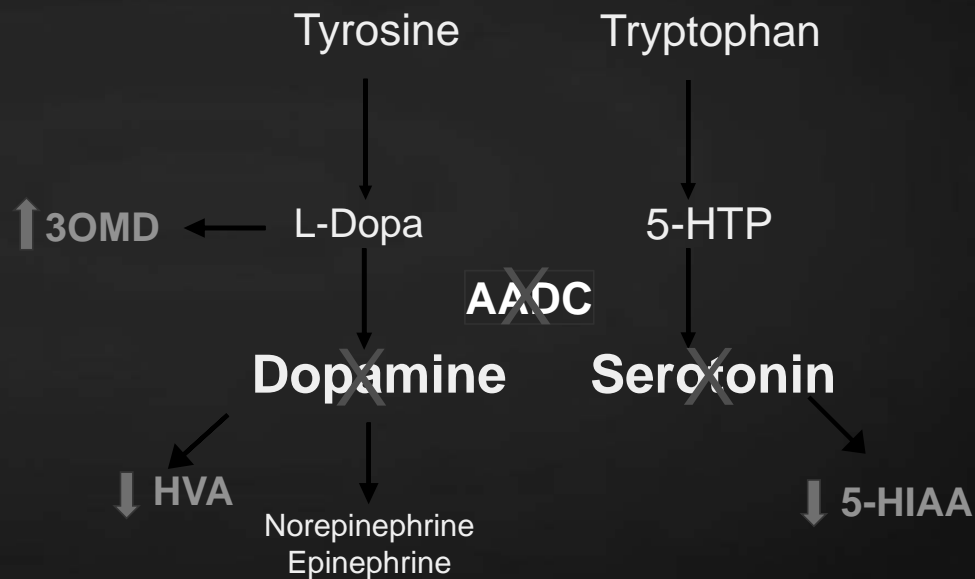 Tyrosine
Tryptophan
3OMD
L-Dopa
5-HTP
AADC
Dopamine
Serotonin
HVA
5-HIAA
Norepinephrine
Epinephrine